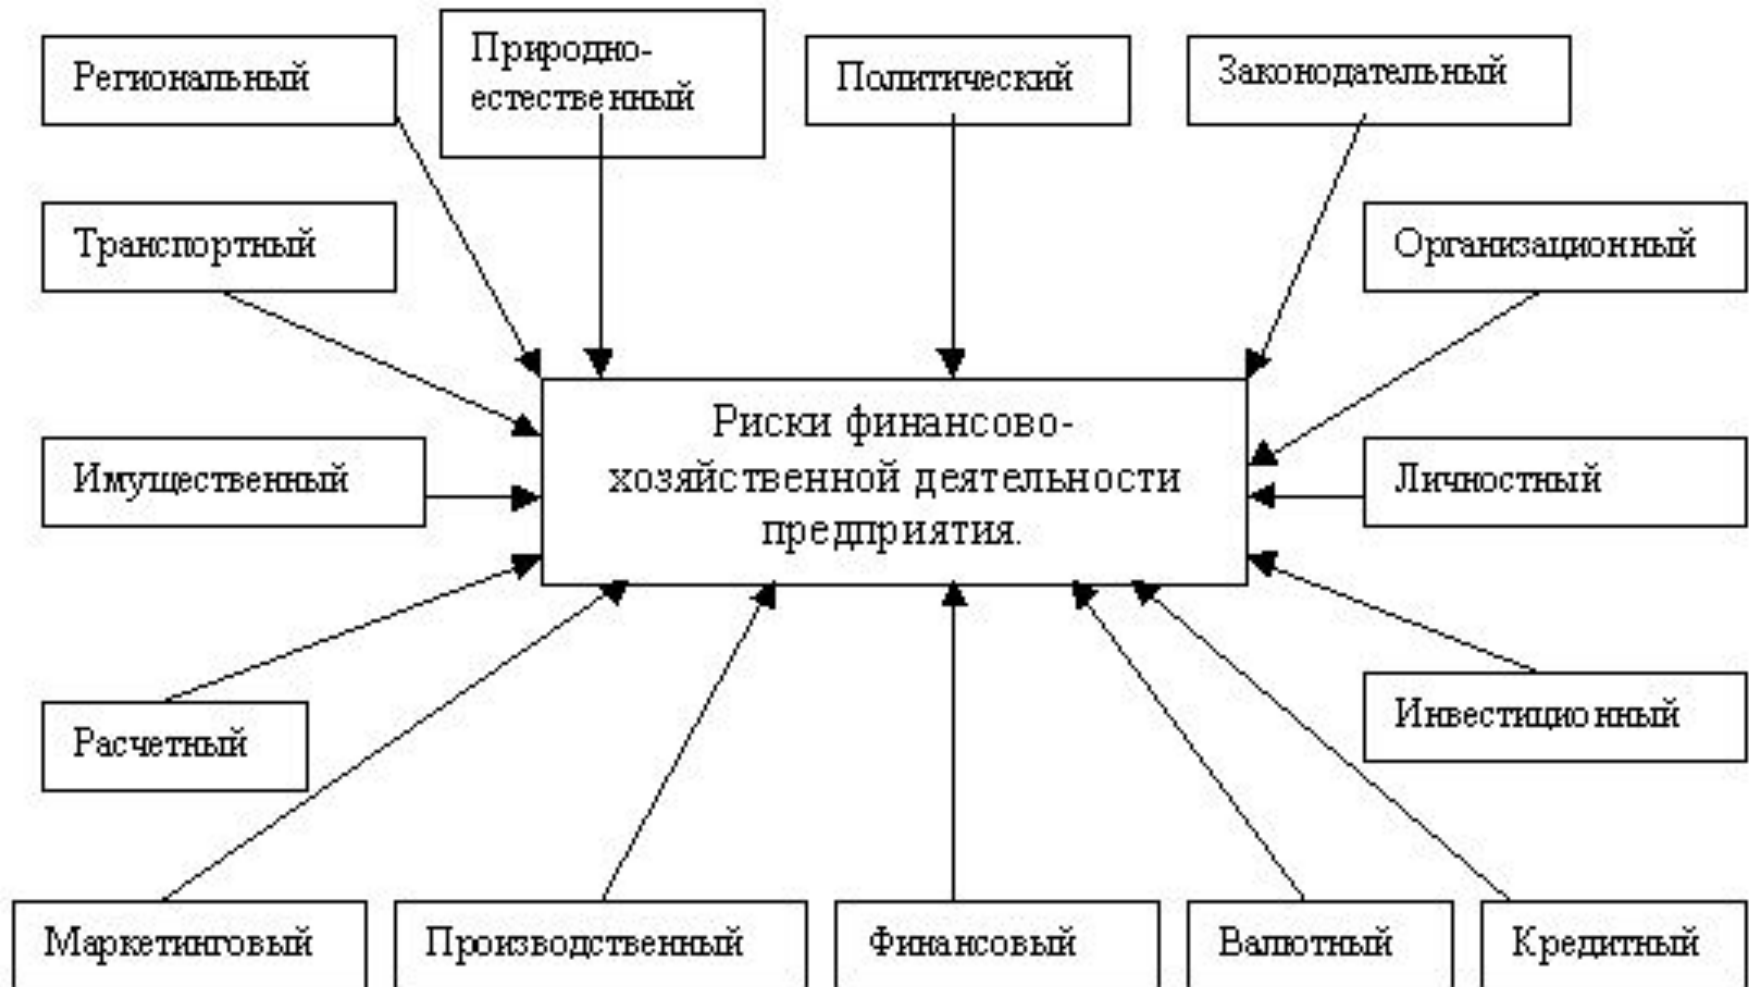 Региональный
Природно-
естественный
Политический
Законодательный
Транспортный
Организационный
Риски финансово-
хозяйственной деятельности
предприятия.
Имущественный
Личностный
Расчетный
Инвестиционный
Маркетинговый
Производственный
Финансовый
Валютный
Кредитный